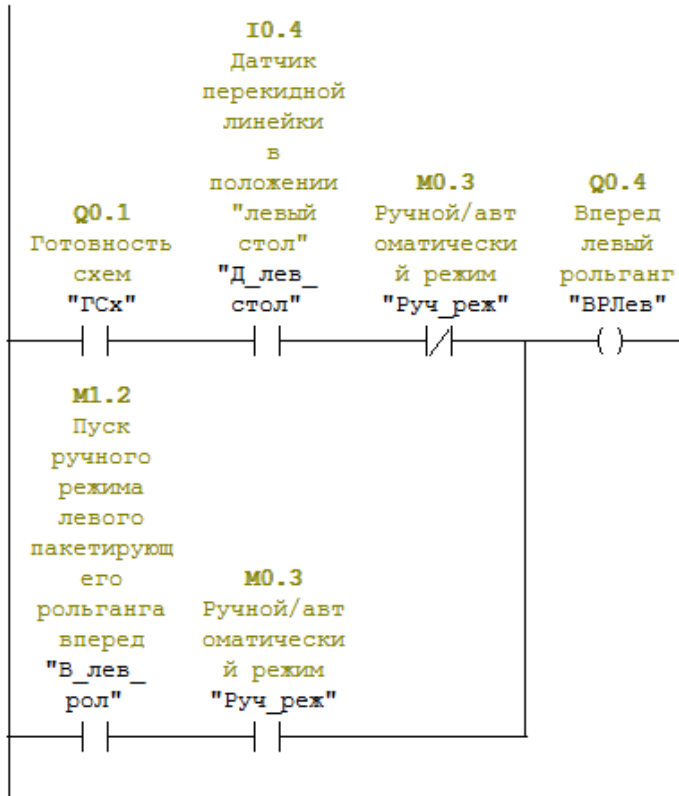 I0.4
Датчик
перекидной
линейки
в
положении
"левый
стол"
"Д_лев_
стол"
Q0.1
Готовность
схем
"ГСх"
M0.3
Ручной/авт
оматически
й режим
"Руч_реж"
Q0.4
Вперед
левый
рольганг
"ВРЛев"
M1.2
Пуск
ручного
режима
левого
пакетирующ
его
рольганга
вперед
"В_лев_
рол"
M0.3
Ручной/авт
оматически
й режим
"Руч_реж"